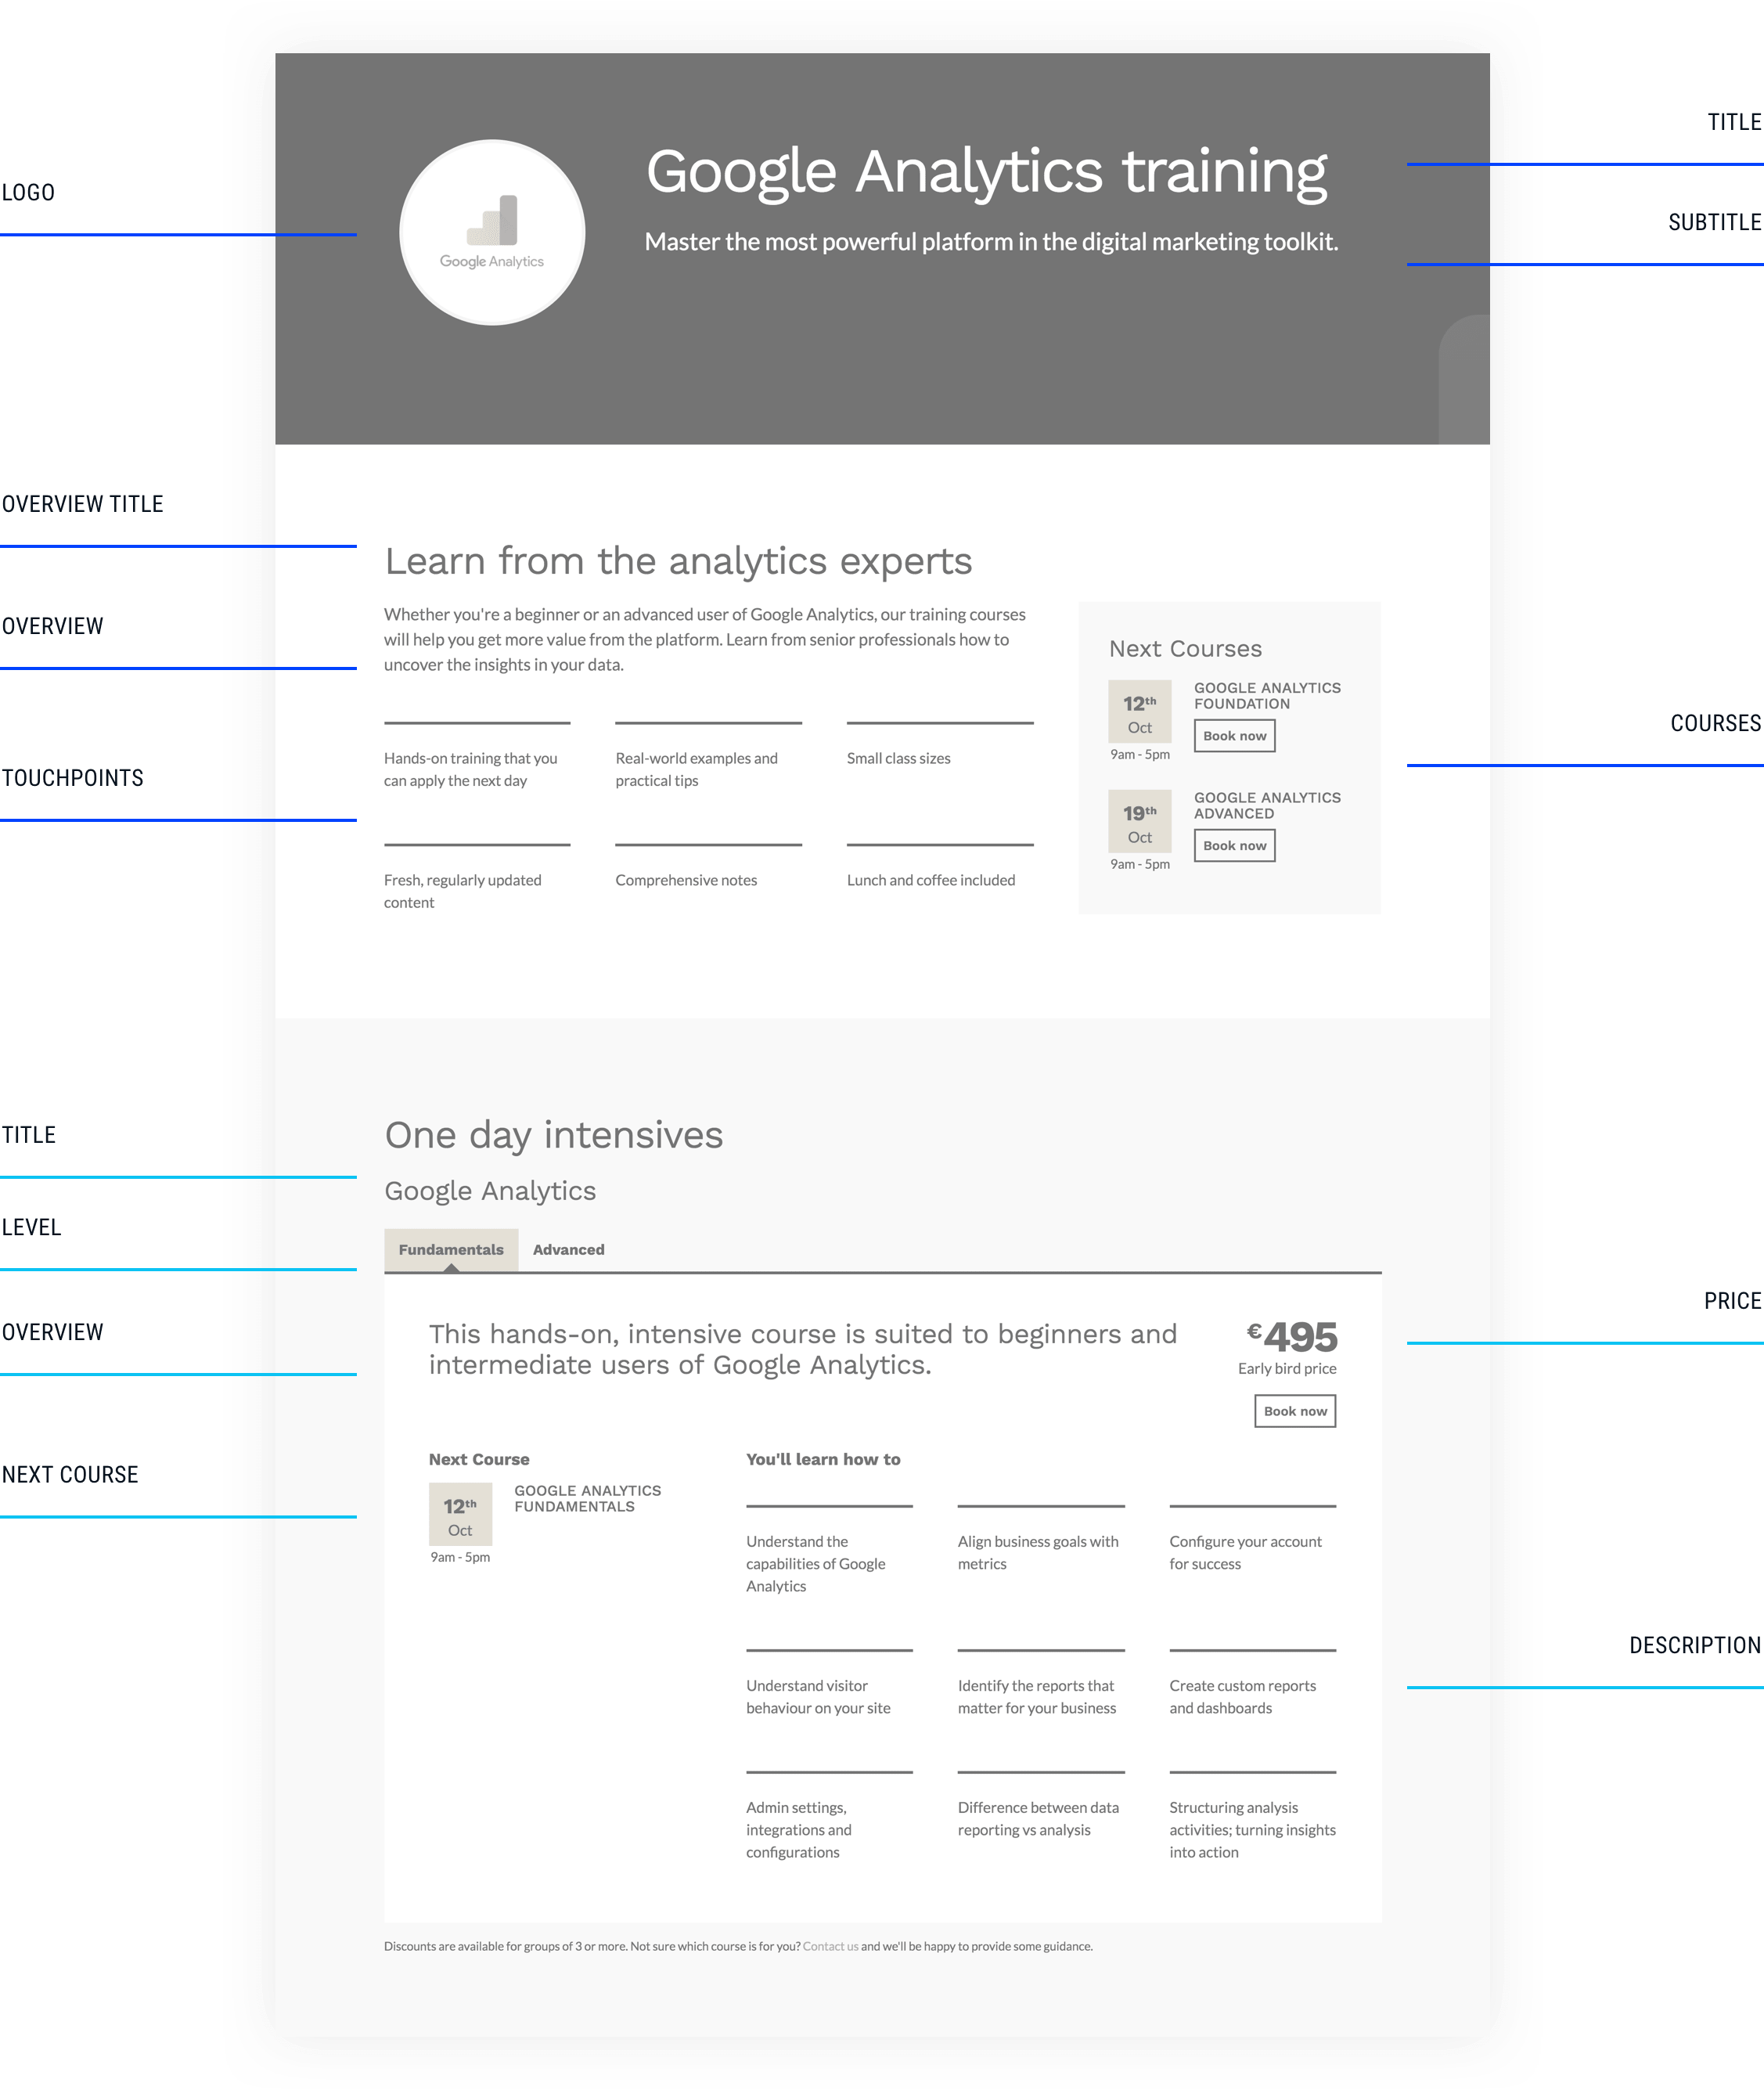 TITLE
LOGO
Google Analytics training
SUBTITLE
Master the most powerful platform in the digital marketing toolkit.
Google Analytics
OVERVIEW TITLE
Learn from the analytics experts
OVERVIEW
Whether you're a beginner or an advanced user of Google Analytics, our training courses
will help you get more value from the platform. Learn from senior professionals how to
uncover the insights in your data.
TOUCHPOINTS
Hands-on training that you
can apply the next day
Real-world examples and
practical tips
Small class sizes
Fresh, regularly updated
content
Comprehensive notes
Lunch and coffee included
COURSES
Next Courses
12th
Oct
9am - 5pm
GOOGLE ANALYTICS
FOUNDATION
Book now
19th
Oct
9am - 5pm
GOOGLE ANALYTICS
ADVANCED
Book now
TITLE
One day intensives
Google Analytics
LEVEL
Fundamentals
Advanced
OVERVIEW
This hands-on, intensive course is suited to beginners and
intermediate users of Google Analytics.
PRICE
€495
Early bird price
Book now
NEXT COURSE
Next Course
12th
Oct
9am - 5pm
GOOGLE ANALYTICS
FUNDAMENTALS
DESCRIPTION
You'll learn how to
Understand the
capabilities of Google
Analytics
Align business goals with
metrics
Configure your account
for success
Understand visitor
behaviour on your site
Identify the reports that
matter for your business
Create custom reports
and dashboards
Admin settings,
integrations and
configurations
Difference between data
reporting vs analysis
Structuring analysis
activities; turning insights
into action
Discounts are available for groups of 3 or more. Not sure which course is for you? Contact us and we'll be happy to provide some guidance.